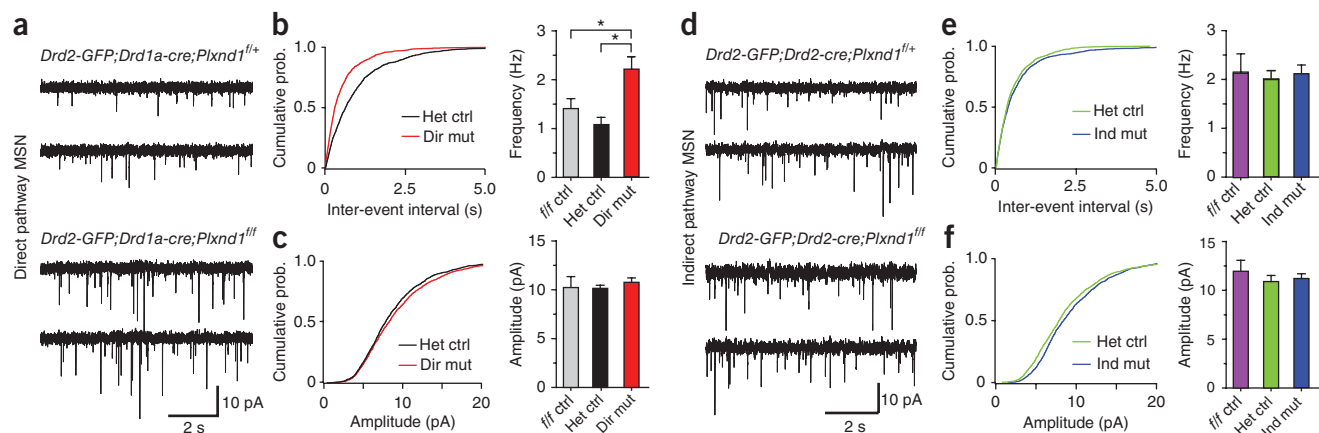 a
Drd2-GFP;Drd1a-cre;Plxnd1f/+
Direct pathway MSN
Drd2-GFP;Drd1a-cre;Plxnd1f/f
10 pA
2 s
b
Cumulative prob.
1.0
0.5
0
0
2.5
5.0
Inter-event interval (s)
Het ctrl
Dir mut
Frequency (Hz)
3
2
1
0
*
*
f/f ctrl
Het ctrl
Dir mut
c
Cumulative prob.
1.0
0.5
0
0
10
20
Amplitude (pA)
Het ctrl
Dir mut
Amplitude (pA)
15
10
5
0
f/f ctrl
Het ctrl
Dir mut
d
Drd2-GFP;Drd2-cre;Plxnd1f/+
Indirect pathway MSN
Drd2-GFP;Drd2-cre;Plxnd1f/f
10 pA
2 s
e
Cumulative prob.
1.0
0.5
0
0
2.5
5.0
Inter-event interval (s)
Het ctrl
Ind mut
Frequency (Hz)
3
2
1
0
f/f ctrl
Het ctrl
Ind mut
f
Cumulative prob.
1.0
0.5
0
0
5
10
15
20
Amplitude (pA)
Het ctrl
Ind mut
Amplitude (pA)
15
10
5
0
f/f ctrl
Het ctrl
Ind mut